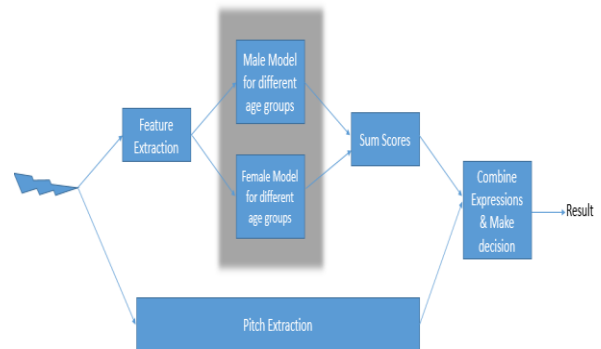 Male Model
for different
age groups
Feature
Extraction
Sum Scores
Female Model
for different
age groups
Combine
Expressions
& Make
decision
Result
Pitch Extraction